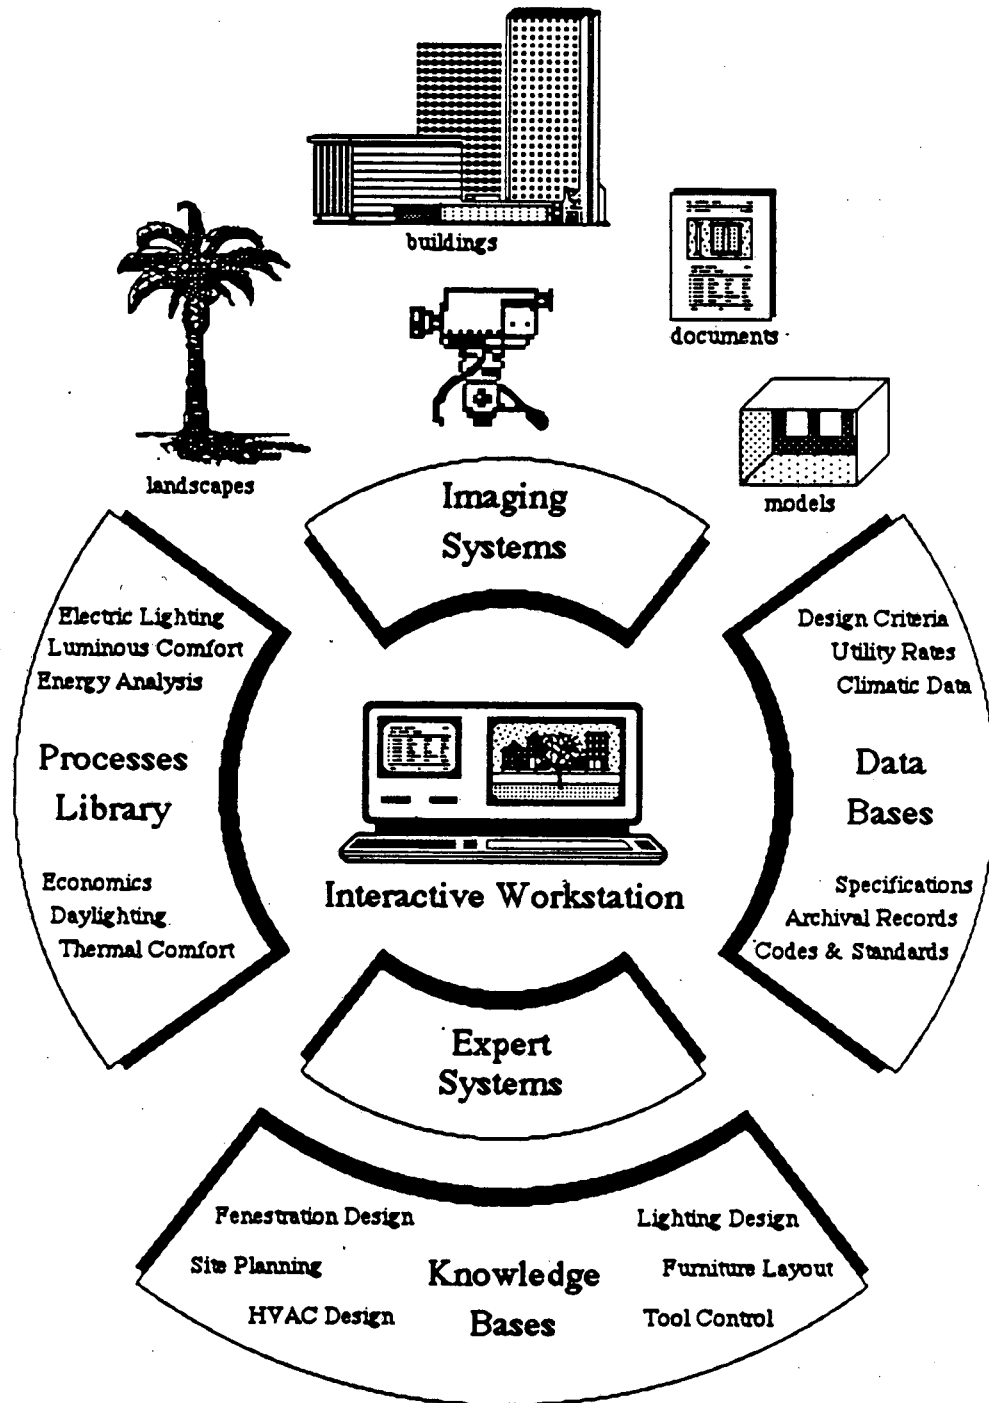 buildings
documents
landscapes
models
Imaging
Systems
Electric Lighting
Luminous Comfort
Energy Analysis
Processes
Library
Economics
Daylighting
Thermal Comfort
Design Criteria
Utility Rates
Climatic Data
Data
Bases
Specifications
Archival Records
Codes & Standards
Interactive Workstation
Expert
Systems
Fenestration Design
Site Planning
HVAC Design
Knowledge
Bases
Lighting Design
Furniture Layout
Tool Control